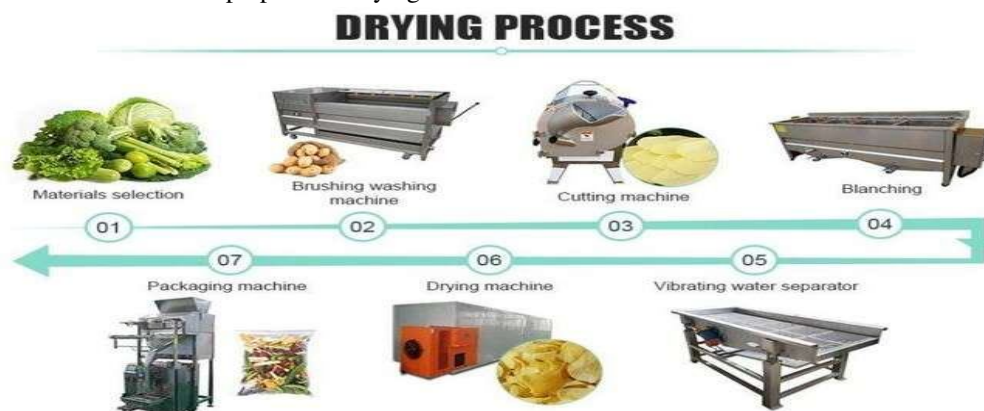 DRYING PROCESS
Materials selection
Brushing washing
machine
Cutting machine
Blanching
01
02
03
04
07
06
05
Packaging machine
Drying machine
Vibrating water separator